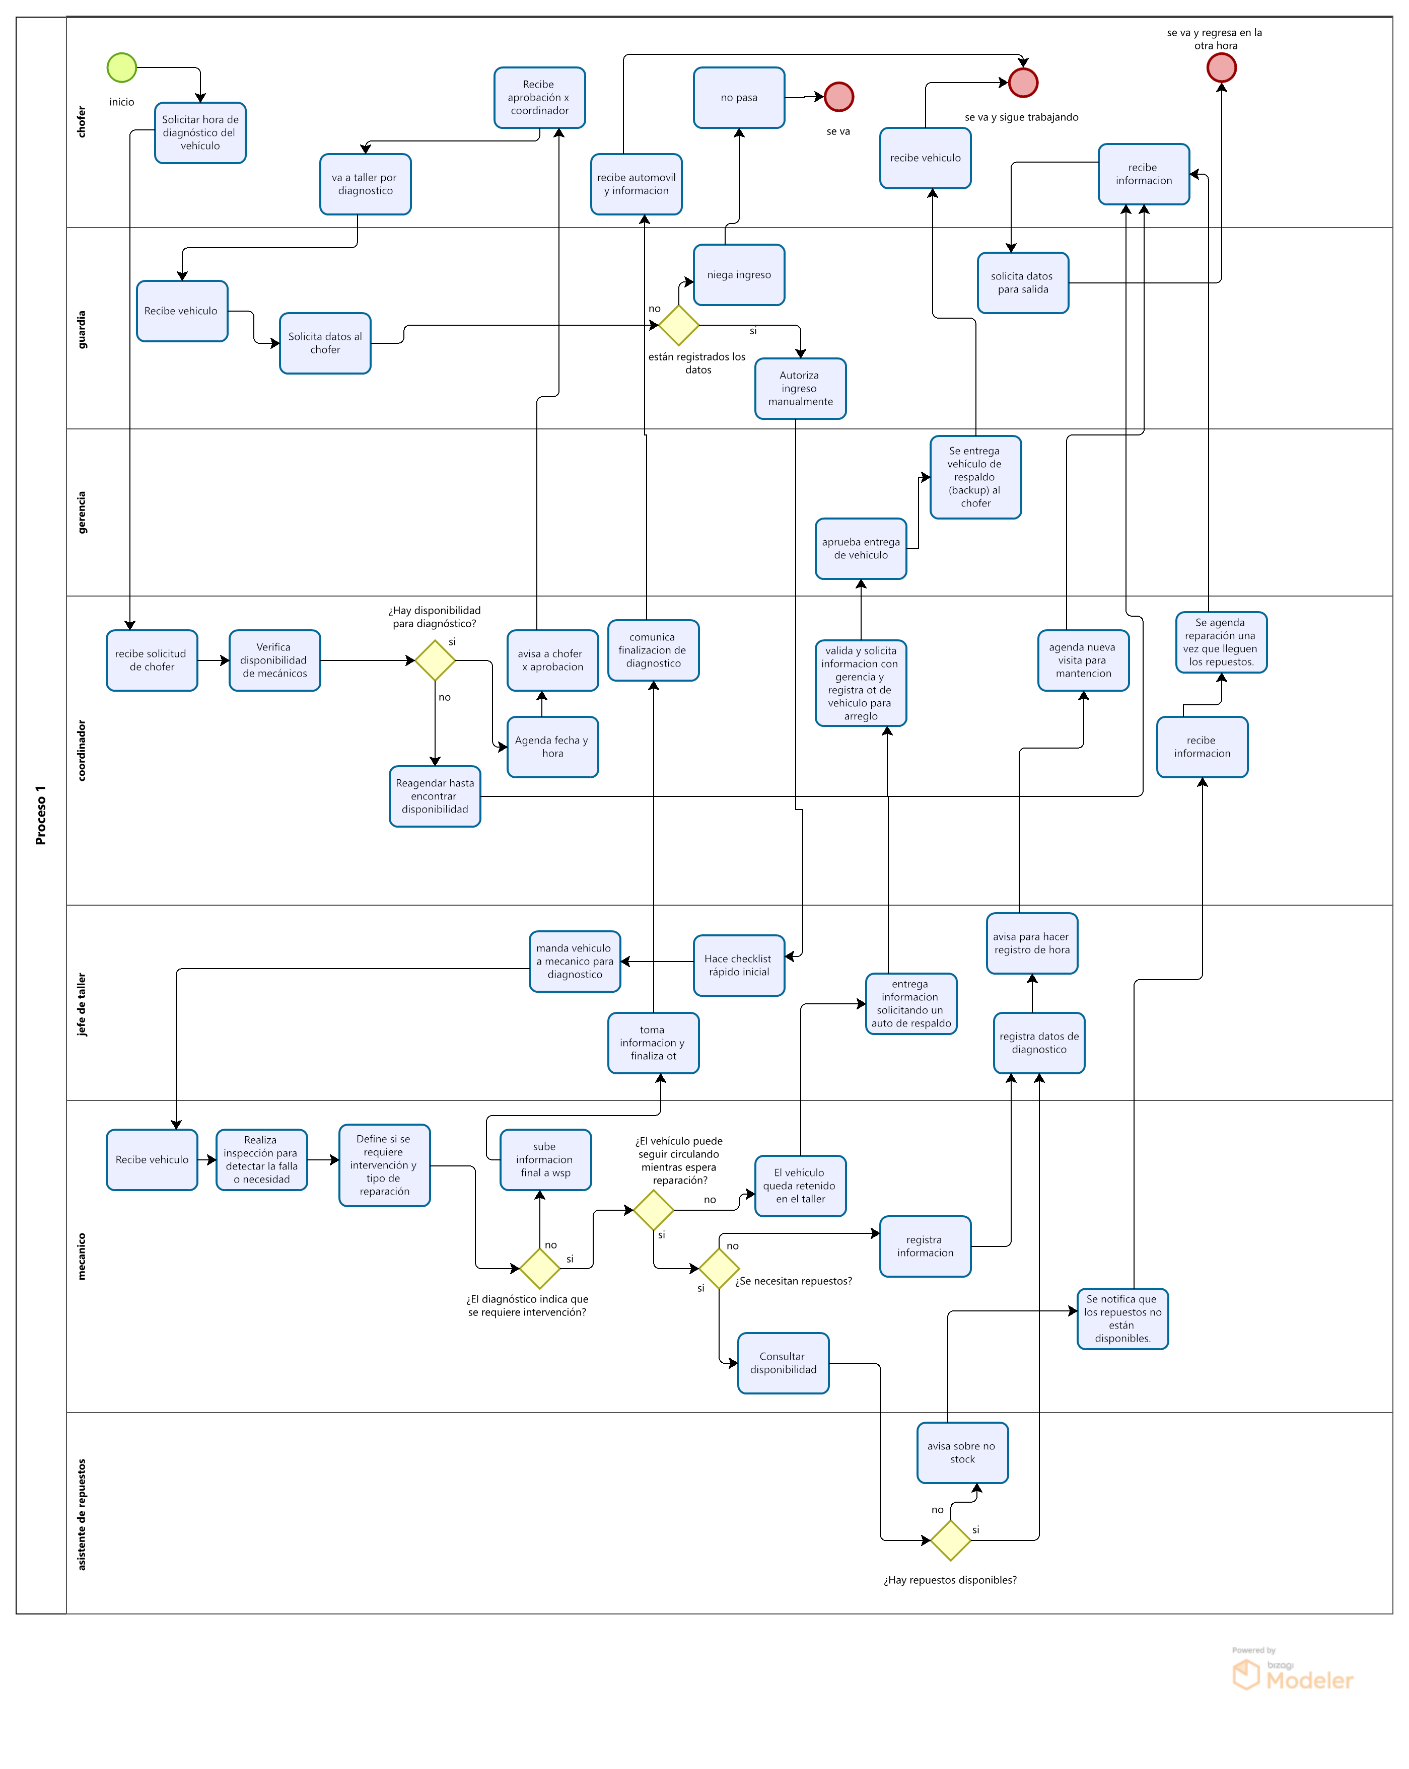 Proceso 1
chofer
inicio
Solicitar hora de
diagnóstico del
vehículo
va a taller por
diagnostico
Recibe
aprobación x
coordinador
recibe automovil
y informacion
no pasa
se va
recibe vehiculo
se va y sigue trabajando
recibe
informacion
se va y regresa en la
otra hora
guardia
Recibe vehiculo
Solicita datos al
chofer
no
si
están registrados los
datos
niega ingreso
Autoriza
ingreso
manualmente
solicita datos
para salida
gerencia
aprueba entrega
de vehiculo
Se entrega
vehículo de
respaldo
(backup) al
chofer
coordinador
recibe solicitud
de chofer
Verifica
disponibilidad
de mecánicos
¿Hay disponibilidad
para diagnóstico?
si
no
Reagendar hasta
encontrar
disponibilidad
avisa a chofer
x aprobacion
Agenda fecha y
hora
comunica
finalizacion de
diagnostico
valida y solicita
informacion con
gerencia y
registra ot de
vehiculo para
arreglo
agenda nueva
visita para
mantencion
Se agenda
reparación una
vez que lleguen
los repuestos.
recibe
informacion
jefe de taller
manda vehiculo
a mecanico para
diagnostico
Hace checklist
rápido inicial
toma
informacion y
finaliza ot
entrega
informacion
solicitando un
auto de respaldo
avisa para hacer
registro de hora
registra datos de
diagnostico
mecanico
Recibe vehiculo
Realiza
inspección para
detectar la falla
o necesidad
Define si se
requiere
intervención y
tipo de
reparación
sube
informacion
final a wsp
no
si
¿El diagnóstico indica que
se requiere intervención?
¿El vehículo puede
seguir circulando
mientras espera
reparación?
no
si
El vehiculo
queda retenido
en el taller
no
si
¿Se necesitan repuestos?
registra
informacion
Consultar
disponibilidad
Se notifica que
los repuestos no
están
disponibles.
asistente de repuestos
avisa sobre no
stock
no
si
¿Hay repuestos disponibles?
Powered by
bizagi
Modeler